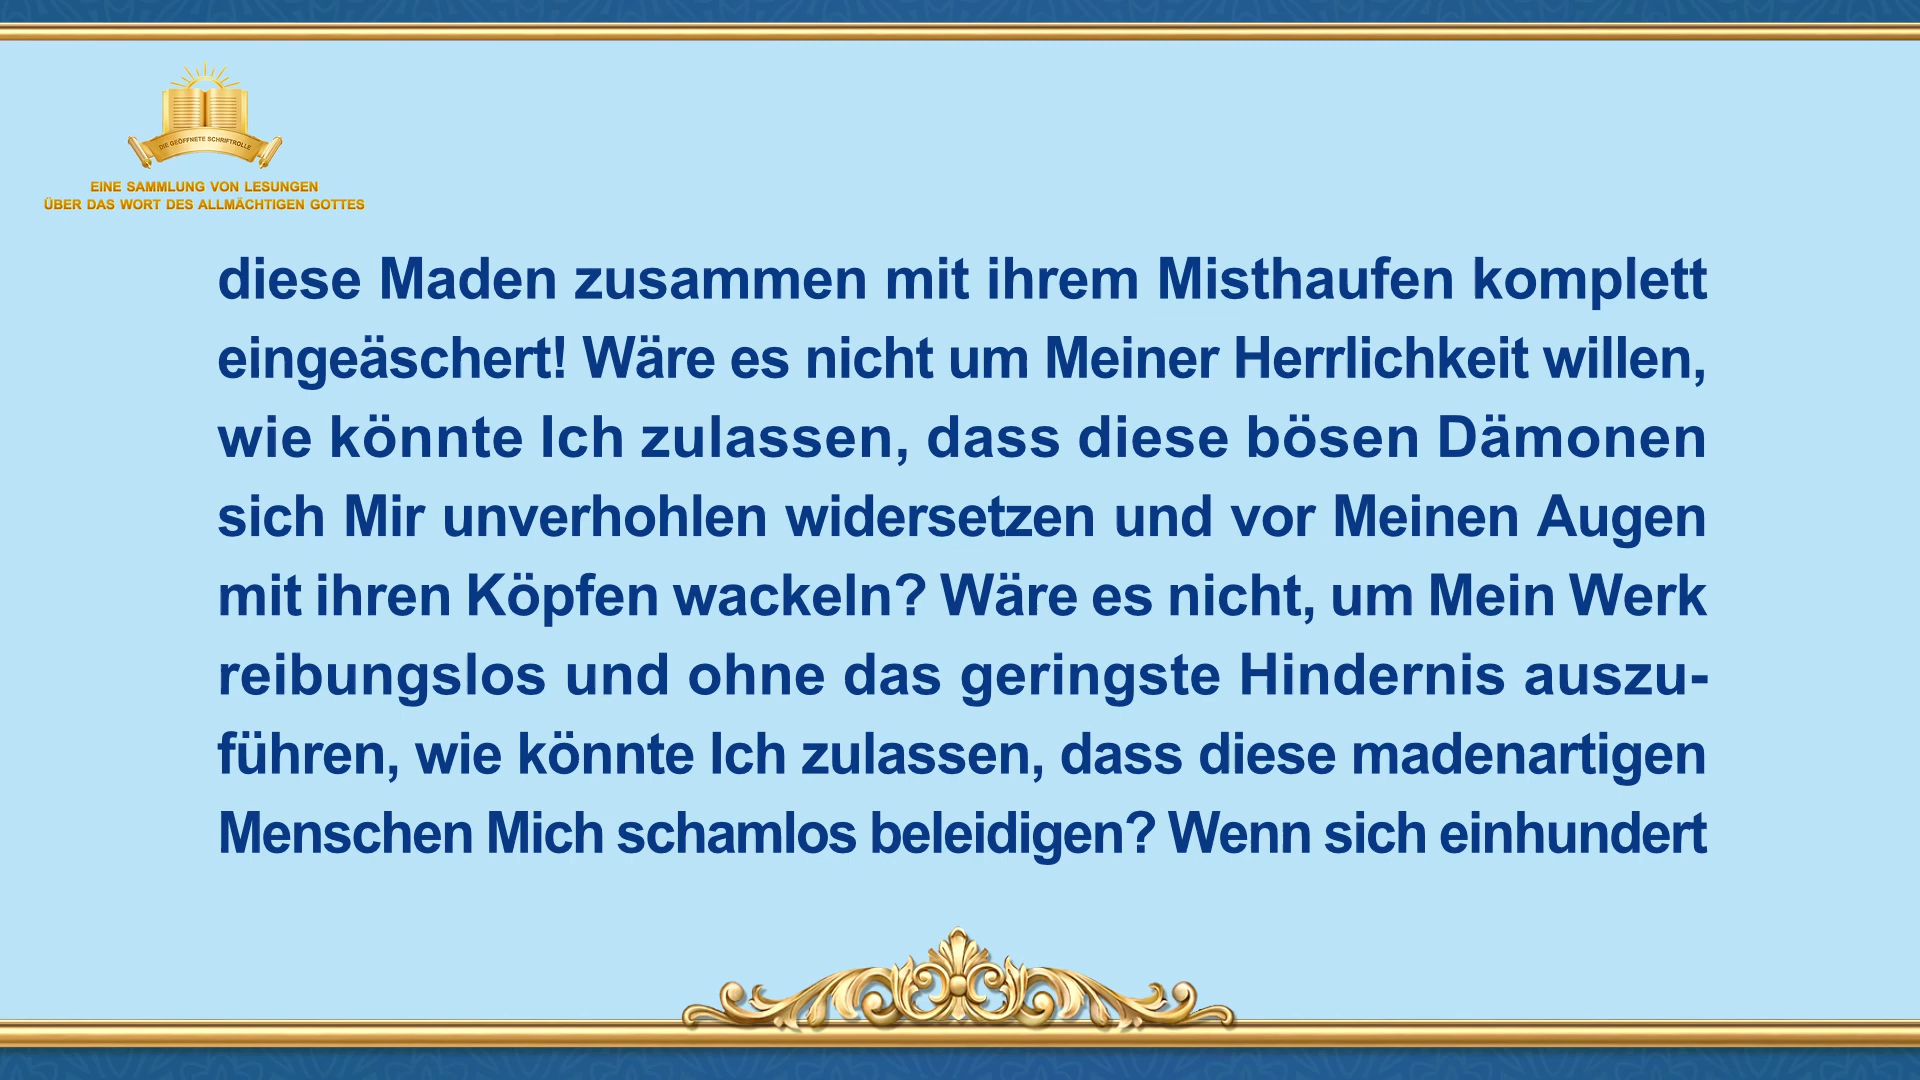 DIE GEÖFFNETE SCHRIFTROLLE
EINE SAMMLUNG VON LESUNGEN
ÜBER DAS WORT DES ALLMÄCHTIGEN GOTTES
diese Maden zusammen mit ihrem Misthaufen komplett
eingeäschert! Wäre es nicht um Meiner Herrlichkeit willen,
wie könnte Ich zulassen, dass diese bösen Dämonen
sich Mir unverhohlen widersetzen und vor Meinen Augen
mit ihren Köpfen wackeln? Wäre es nicht, um Mein Werk
reibungslos und ohne das geringste Hindernis auszu-
führen, wie könnte Ich zulassen, dass diese madenartigen
Menschen Mich schamlos beleidigen? Wenn sich einhundert